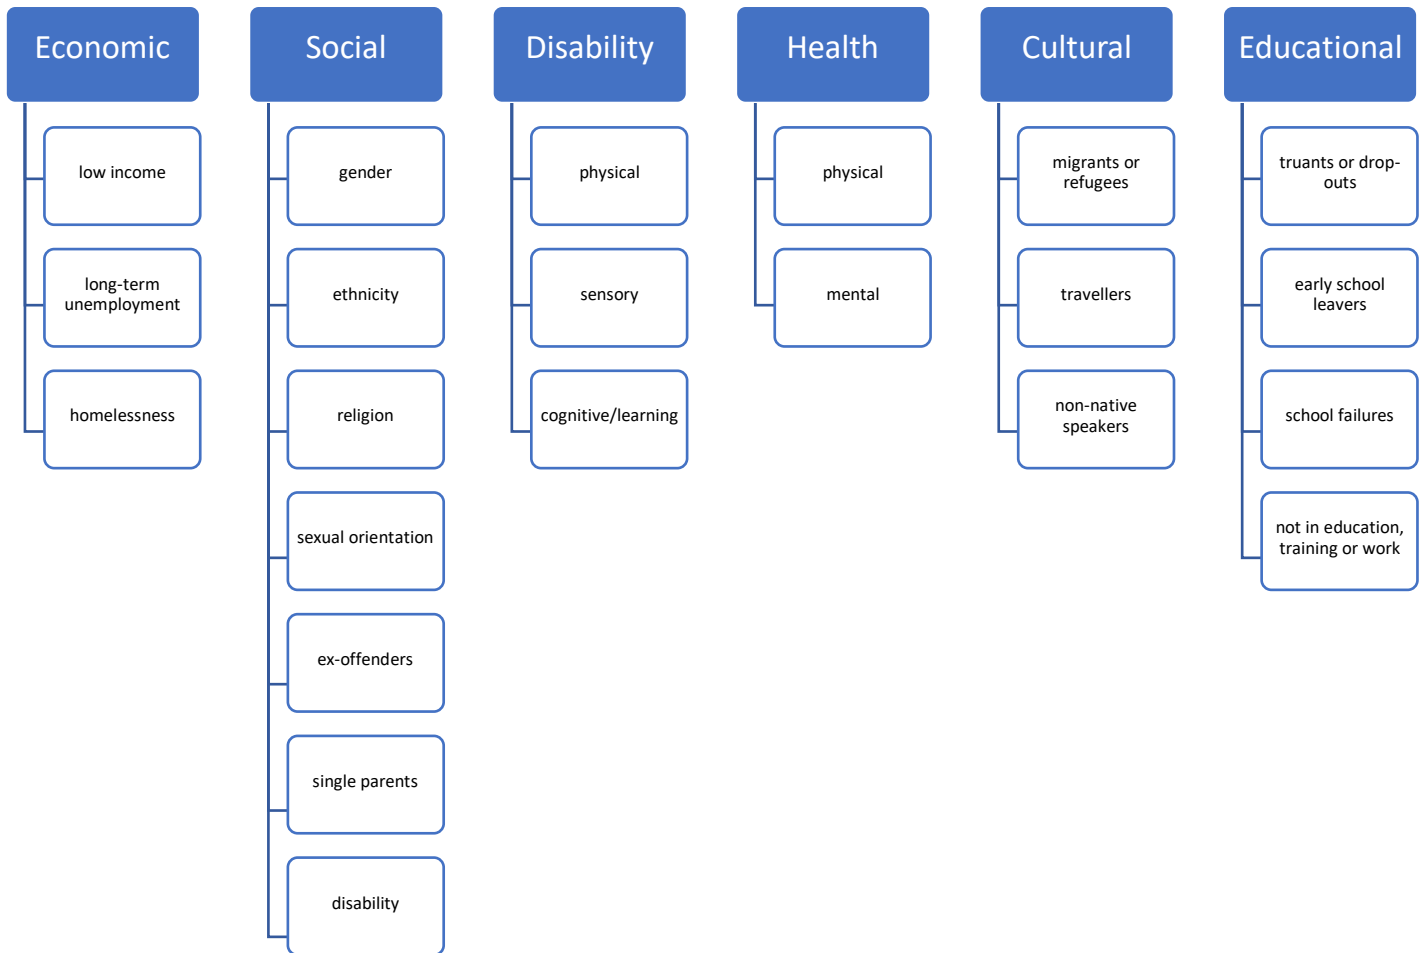 Economic
low income
long-term
unemployment
homelessness
Social
gender
ethnicity
religion
sexual orientation
ex-offenders
single parents
disability
Disability
physical
sensory
cognitive/learning
Health
physical
mental
Cultural
migrants or
refugees
travellers
non-native
speakers
Educational
truants or drop-
outs
early school
leavers
school failures
not in education,
training or work